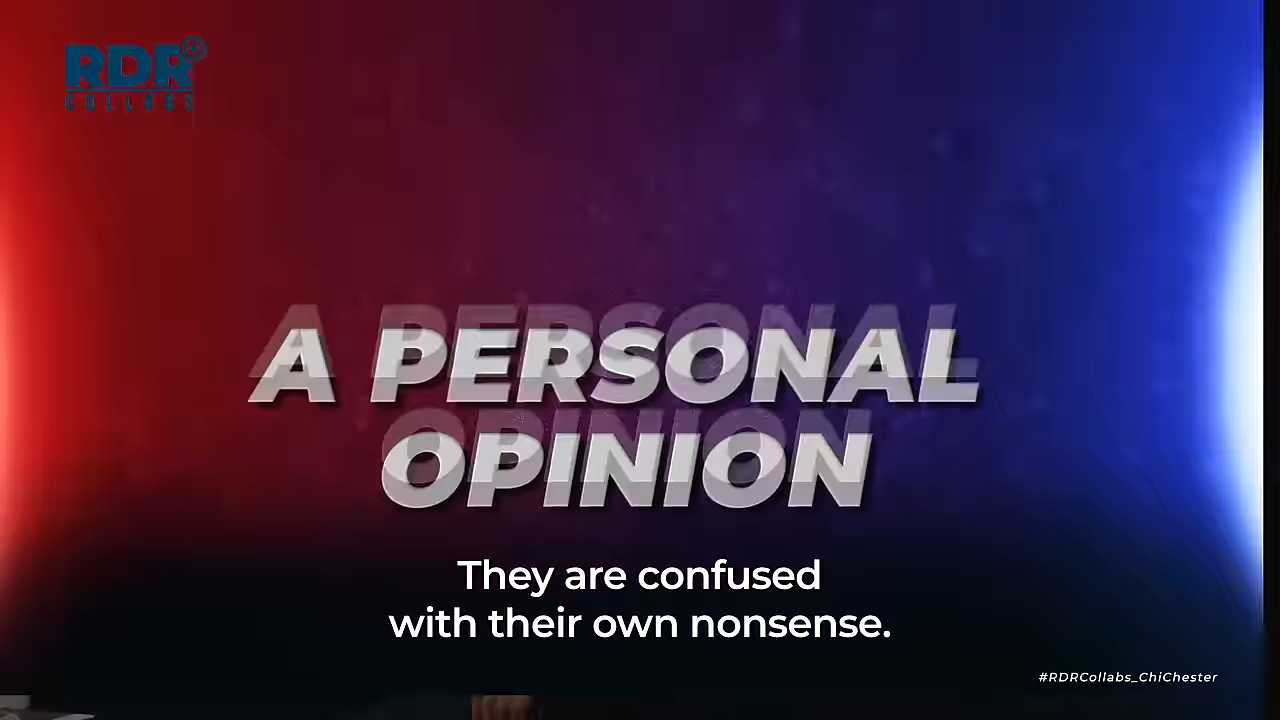 RDR
COLLABS
A PERSONAL
OPINION
They are confused
with their own nonsense.
#RDRCollabs_ChiChester